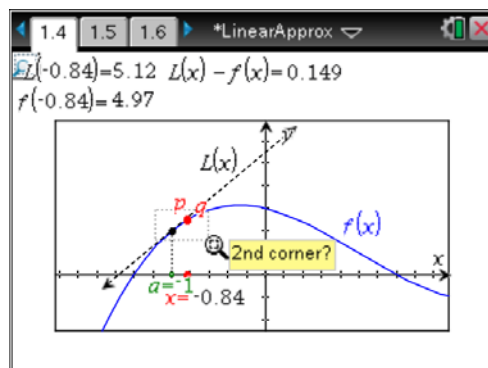 1.4 1.5 1.6 *LinearApprox
L(-0.84)=5.12 L(x)-f(x)=0.149
f(-0.84)=4.97
y
L(x)
p q
f(x)
2nd corner?
x
a=-1
x=-0.84